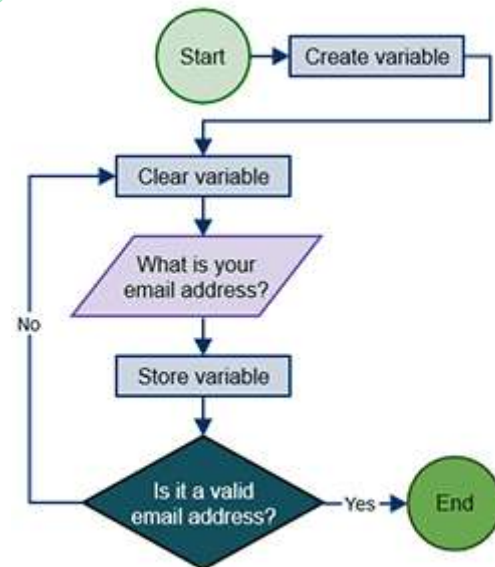 Start
Create variable
Clear variable
What is your
email address?
No
Store variable
Is it a valid
email address?
Yes
End